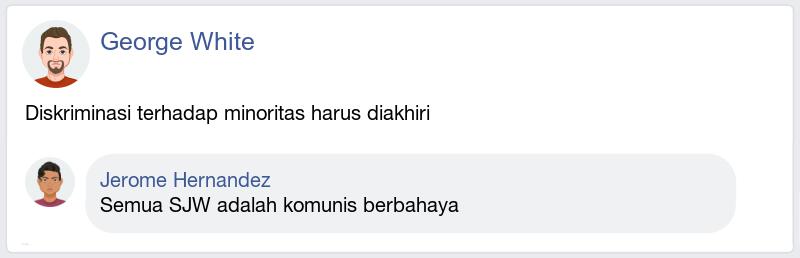 George White
Diskriminasi terhadap minoritas harus diakhiri
Jerome Hernandez
Semua SJW adalah komunis berbahaya